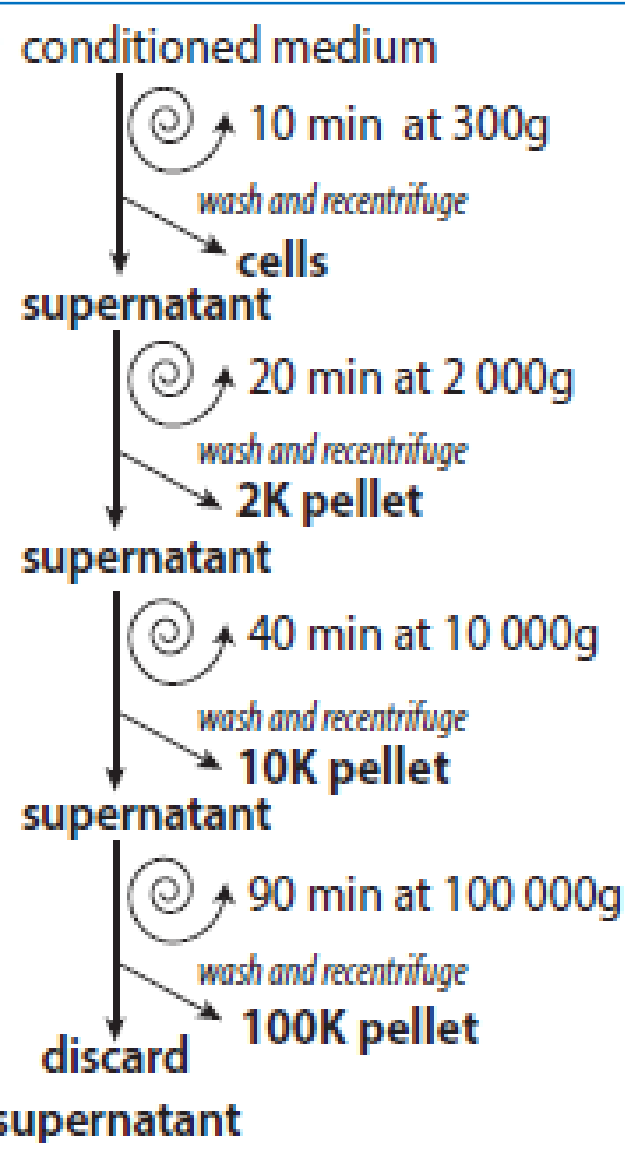 conditioned medium
10 min at 300g
wash and recentrifuge
cells
supernatant
20 min at 2 000g
wash and recentrifuge
2K pellet
supernatant
40 min at 10 000g
wash and recentrifuge
10K pellet
supernatant
90 min at 100 000g
wash and recentrifuge
100K pellet
discard
supernatant